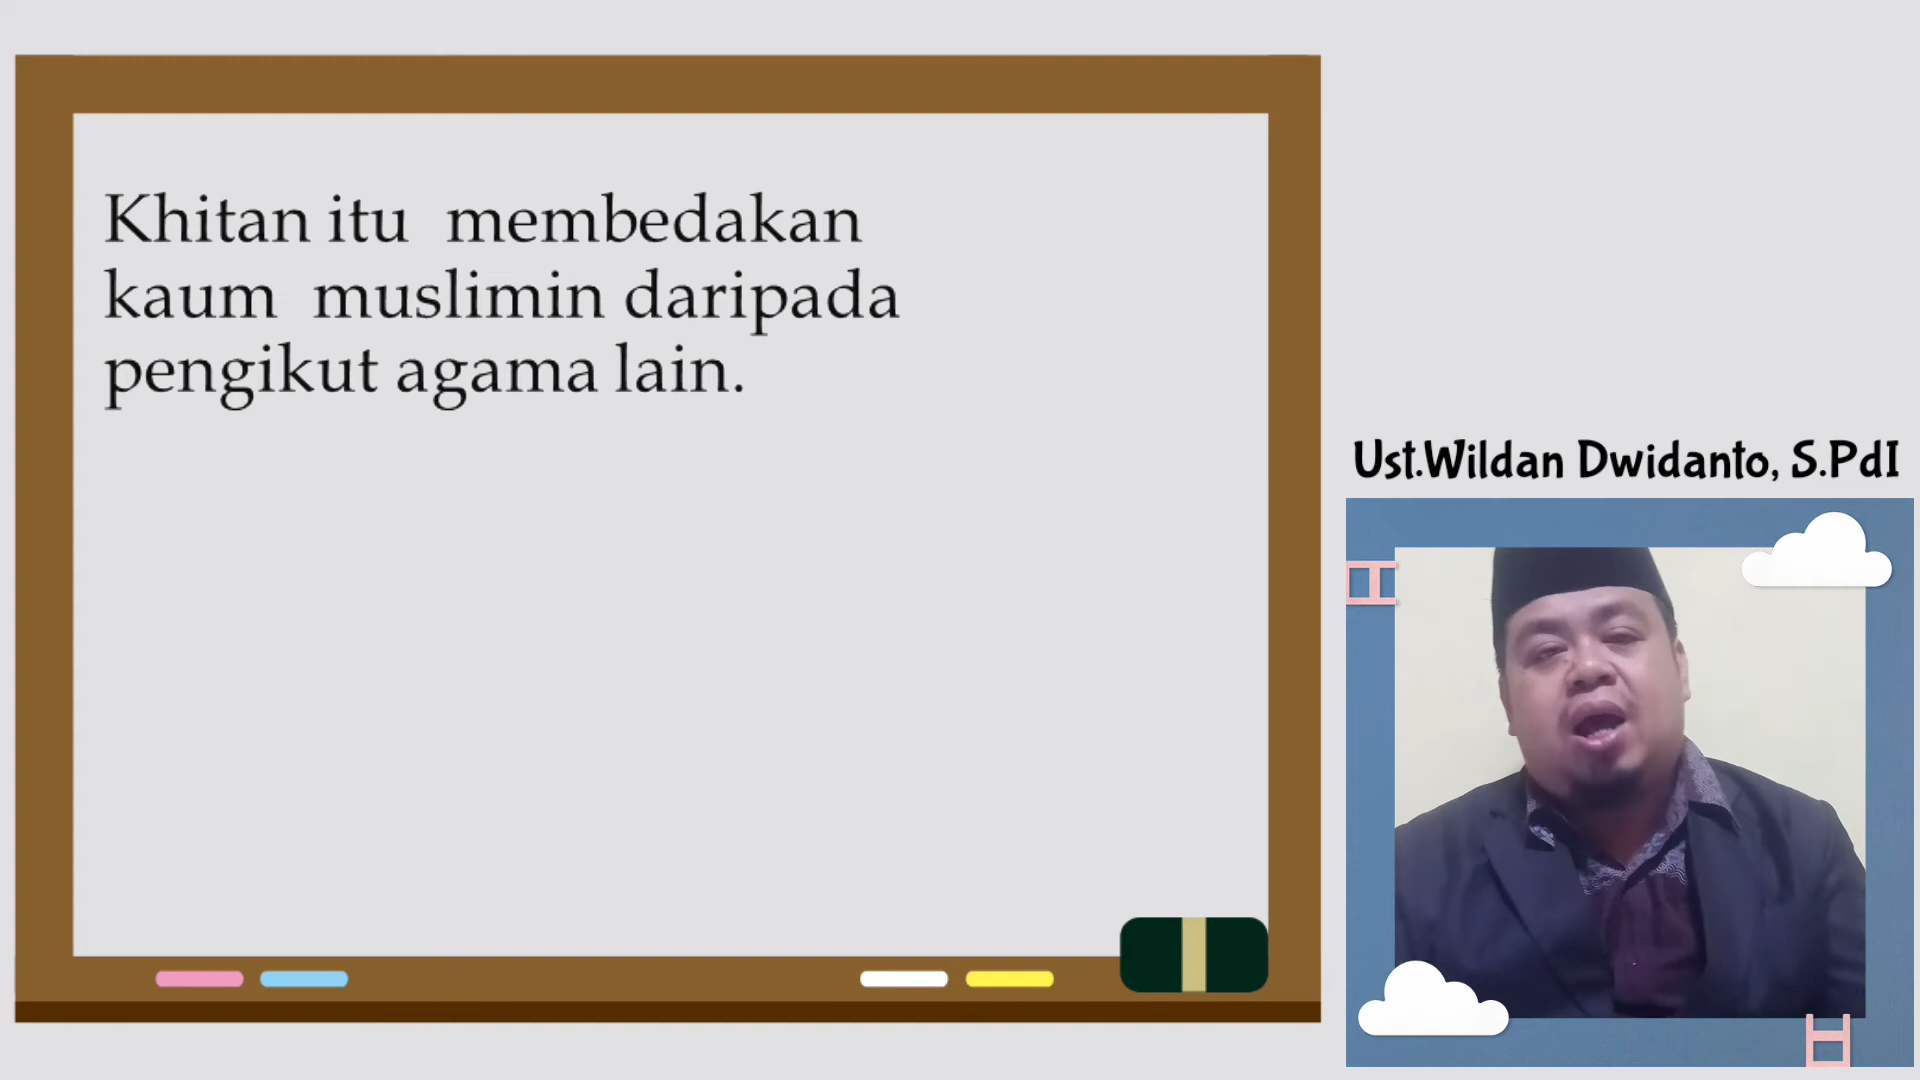 Khitan itu  membedakan
kaum  muslimin daripada
pengikut agama lain.
Ust.Wildan Dwidanto, S.PdI